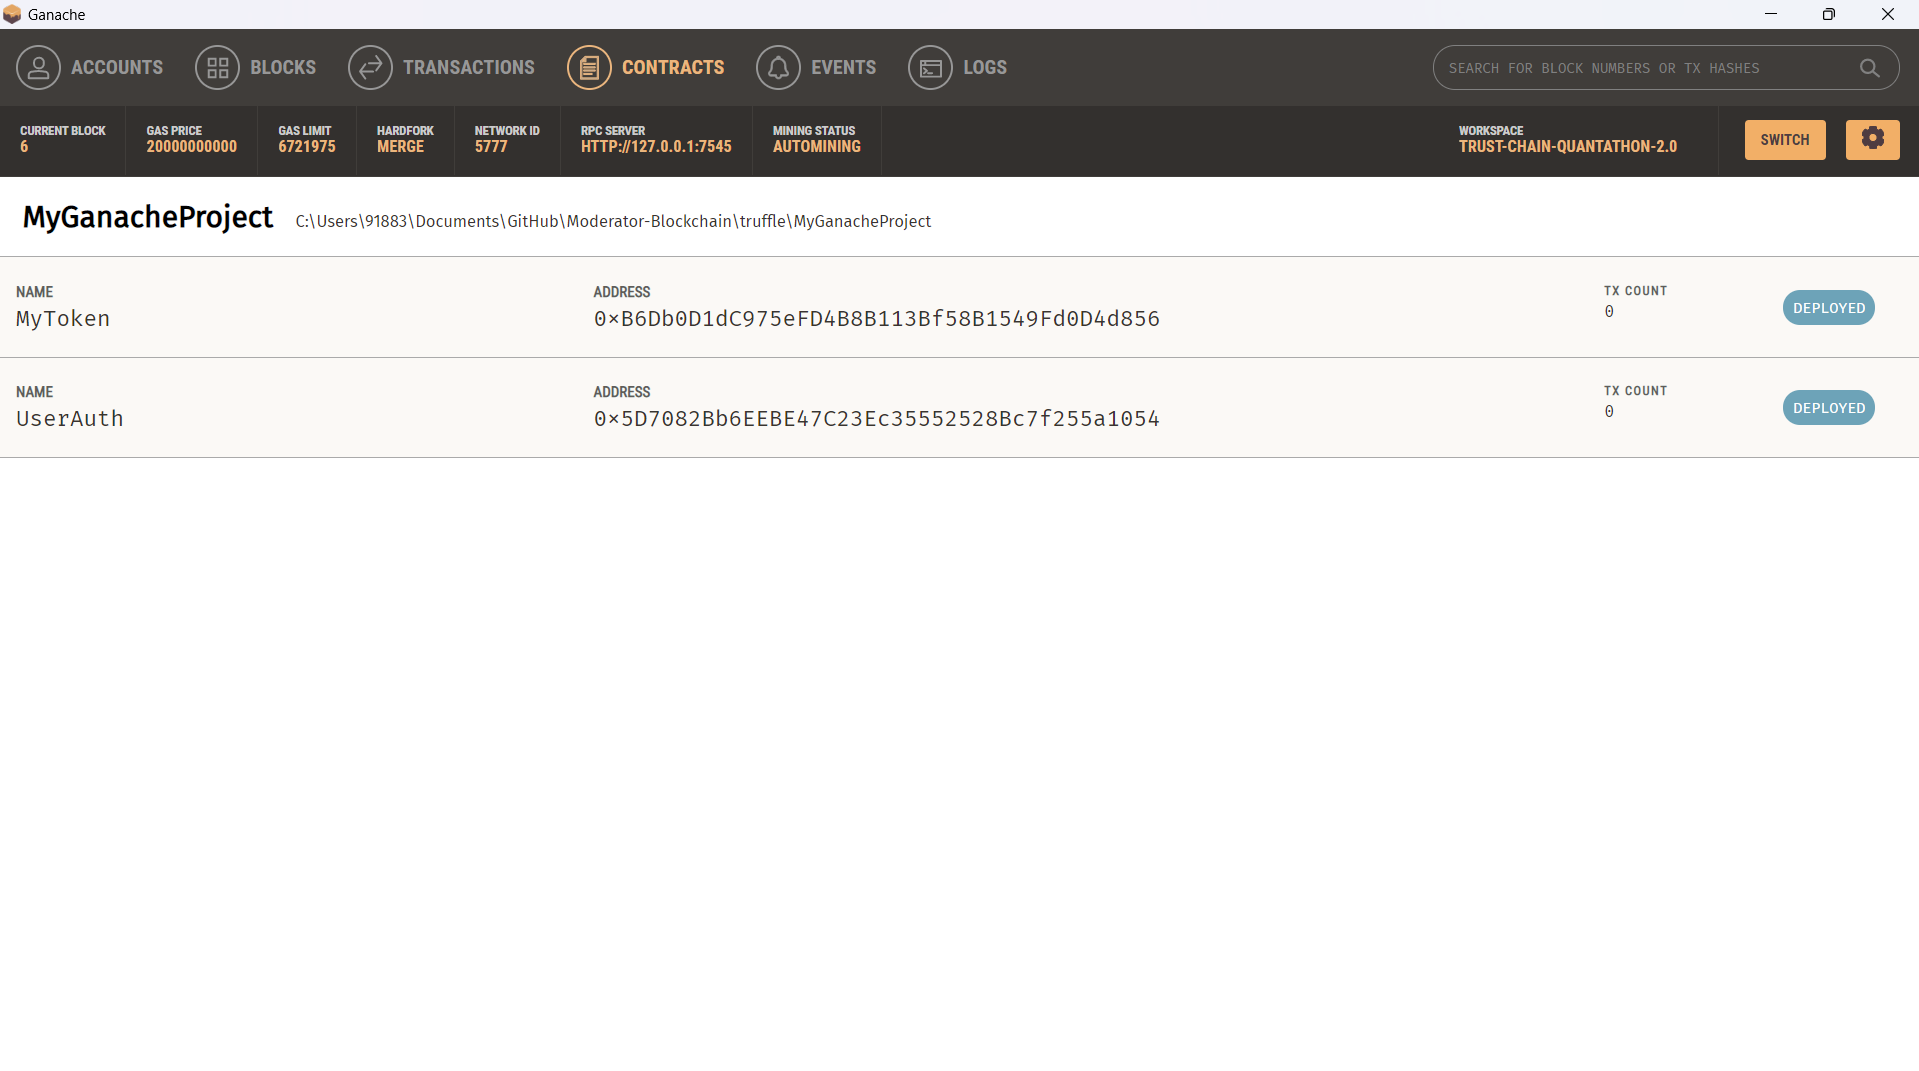 Ganache
ACCOUNTS BLOCKS TRANSACTIONS CONTRACTS EVENTS LOGS SEARCH FOR BLOCK NUMBERS OR TX HASHES
CURRENT BLOCK GAS PRICE GAS LIMIT HARDFORK NETWORK ID RPC SERVER MINING STATUS WORKSPACE
6 20000000000 6721975 MERGE 5777 HTTP://127.0.0.1:7545 AUTOMINING TRUST-CHAIN-QUANTATHON-2.0 SWITCH
MyGanacheProject C:\Users\91883\Documents\GitHub\Moderator-Blockchain\truffle\MyGanacheProject
NAME ADDRESS TX COUNT
MyToken 0×B6Db0D1dC975eFD4B8B113Bf58B1549Fd0D4d856 0 DEPLOYED
NAME ADDRESS TX COUNT
UserAuth 0×5D7082Bb6EEBE47C23Ec35552528Bc7f255a1054 0 DEPLOYED